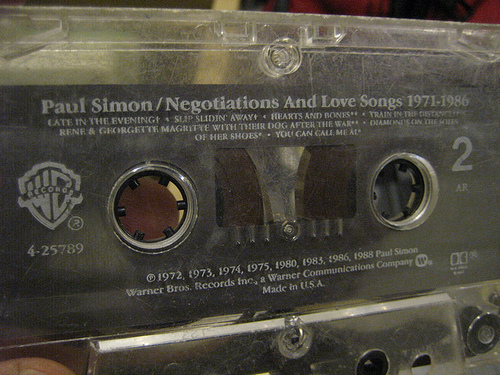 Paul Simon/Negotiations And Love Songs 1971-1986
LATE IN THE EVENING† • SLIP SLIDIN' AWAY† • HEARTS AND BONES** • TRAIN IN THE DISTANCE**
RENE & GEORGETTE MAGRITTE WITH THEIR DOG AFTER THE WAR** • DIAMONDS ON THE SOLES
OF HER SHOES* • YOU CAN CALL ME AL*
2
AR
RECORDS
®
4-25789
℗ 1972, 1973, 1974, 1975, 1980, 1983, 1986, 1988 Paul Simon
Warner Bros. Records Inc., a Warner Communications Company
Made in U.S.A.